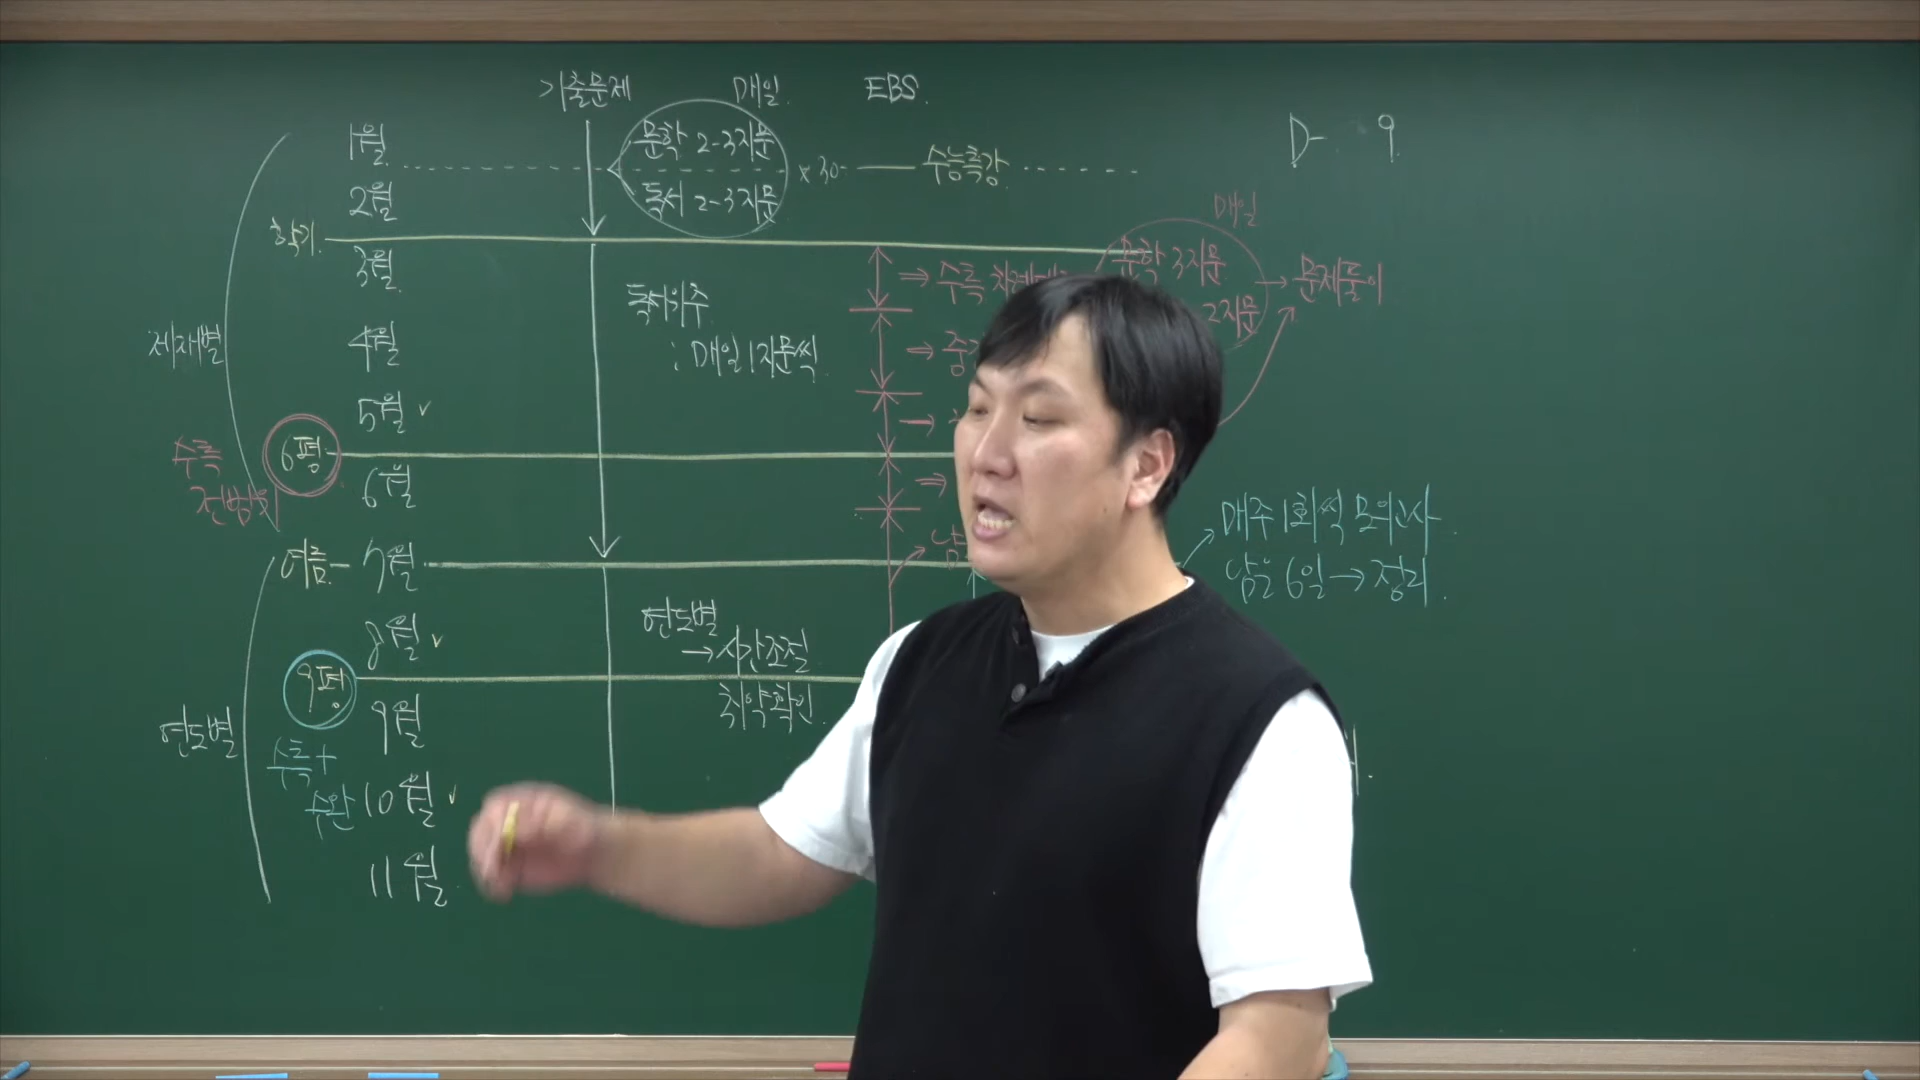 기출문제 매일. EBS.
D- 9.
1월
문학 2-3지문
독서 2-3지문
x 30
수능특강
2월
학기
매일
3월
수특
문학 3지문
2지문
→ 문제풀이
독서위주
: 매일 1지문씩
제재별
4월
5월 ✓
6평
수특
전범위
6월
매주 1회씩 모의고사.
남은 6일 → 정리.
여름
7월
연도별
→ 시간조절
취약확인.
8월 ✓
9평
연도별
9월
수특+
수완
10월 ✓
11월.